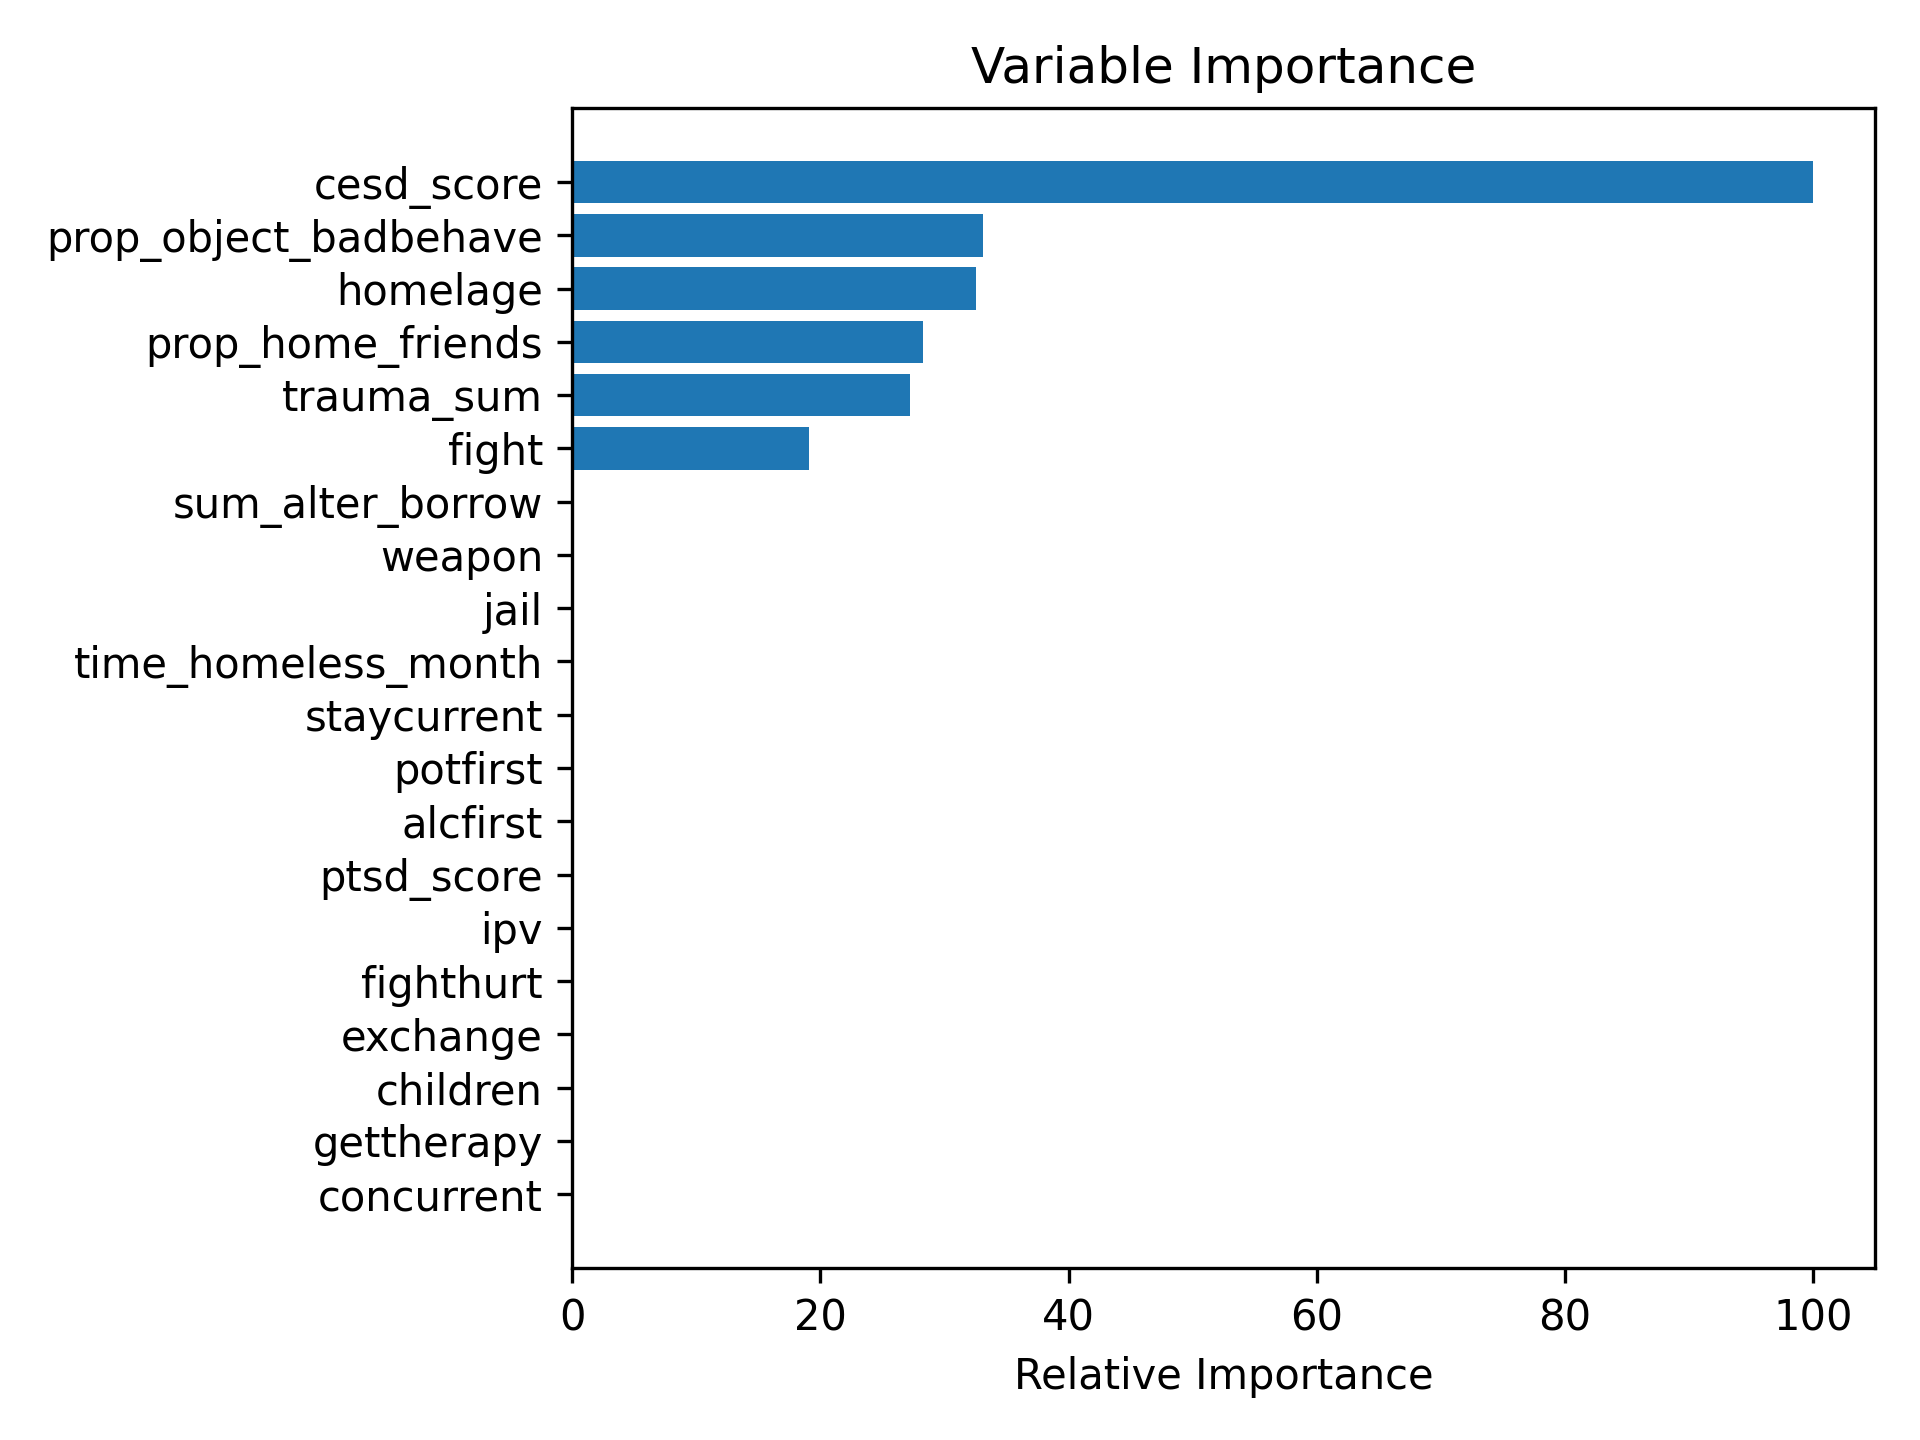 Variable Importance
cesd_score
prop_object_badbehave
homelage
prop_home_friends
trauma_sum
fight
sum_alter_borrow
weapon
jail
time_homeless_month
staycurrent
potfirst
alcfirst
ptsd_score
ipv
fighthurt
exchange
children
gettherapy
concurrent
0 20 40 60 80 100
Relative Importance